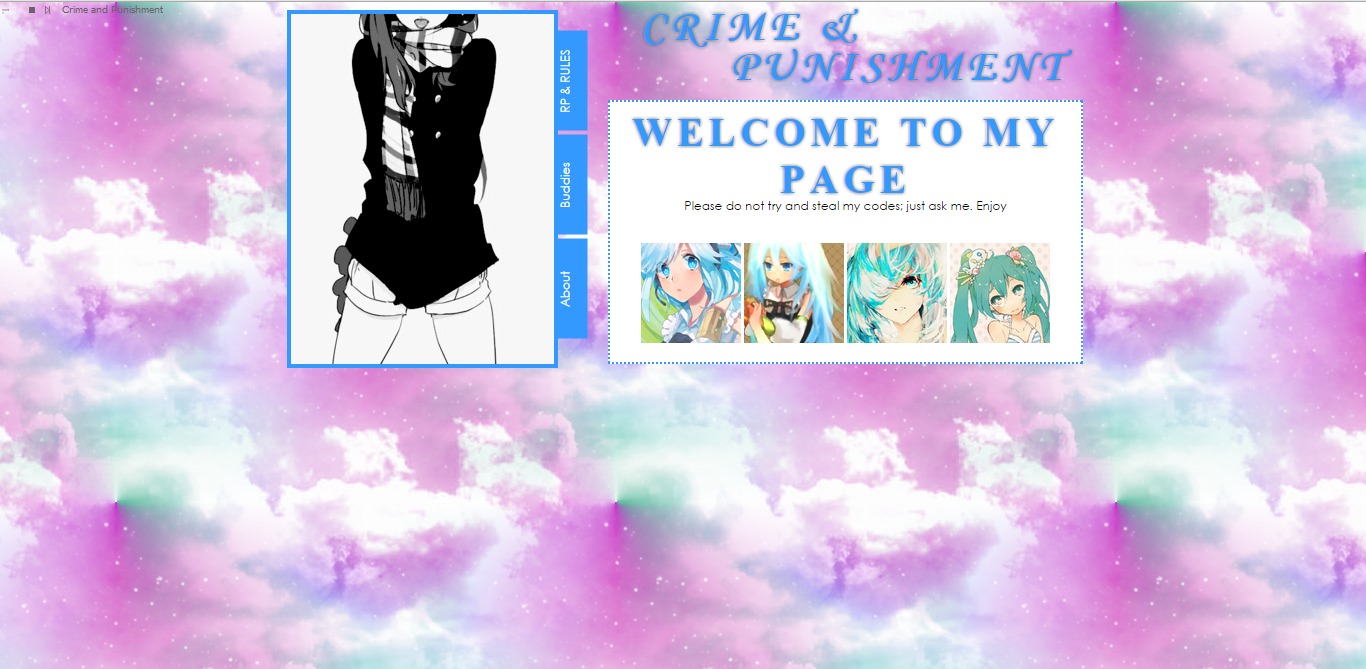 Crime and Punishment
CRIME &
PUNISHMENT
RP & RULES
Buddies
About
WELCOME TO MY
PAGE
Please do not try and steal my codes; just ask me. Enjoy